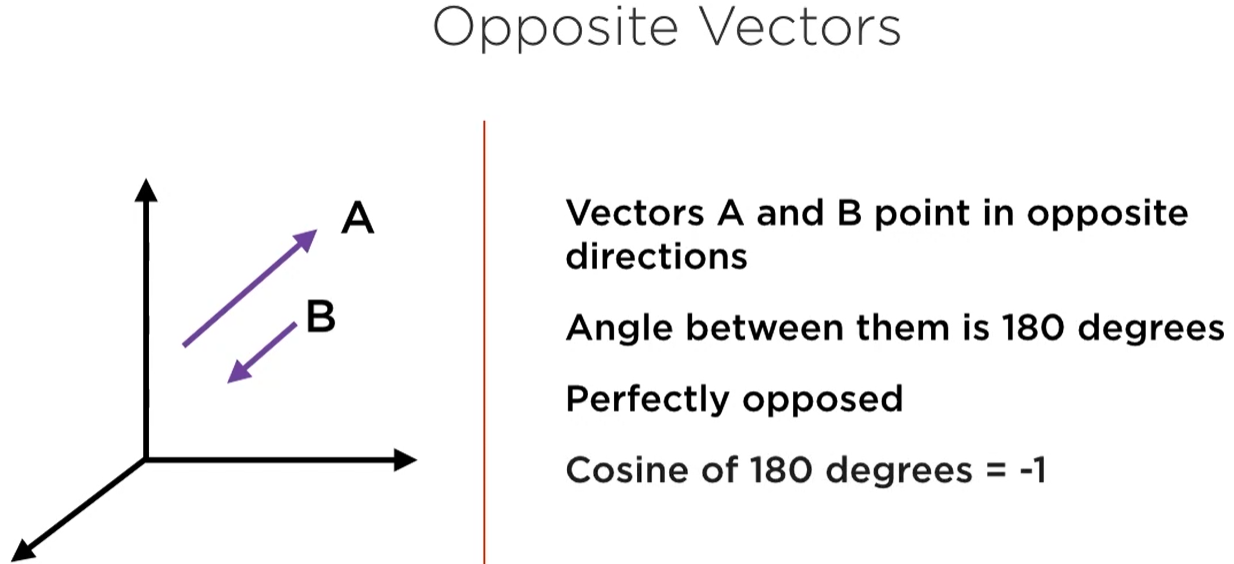 Opposite Vectors
A
B
Vectors A and B point in opposite
directions
Angle between them is 180 degrees
Perfectly opposed
Cosine of 180 degrees = -1